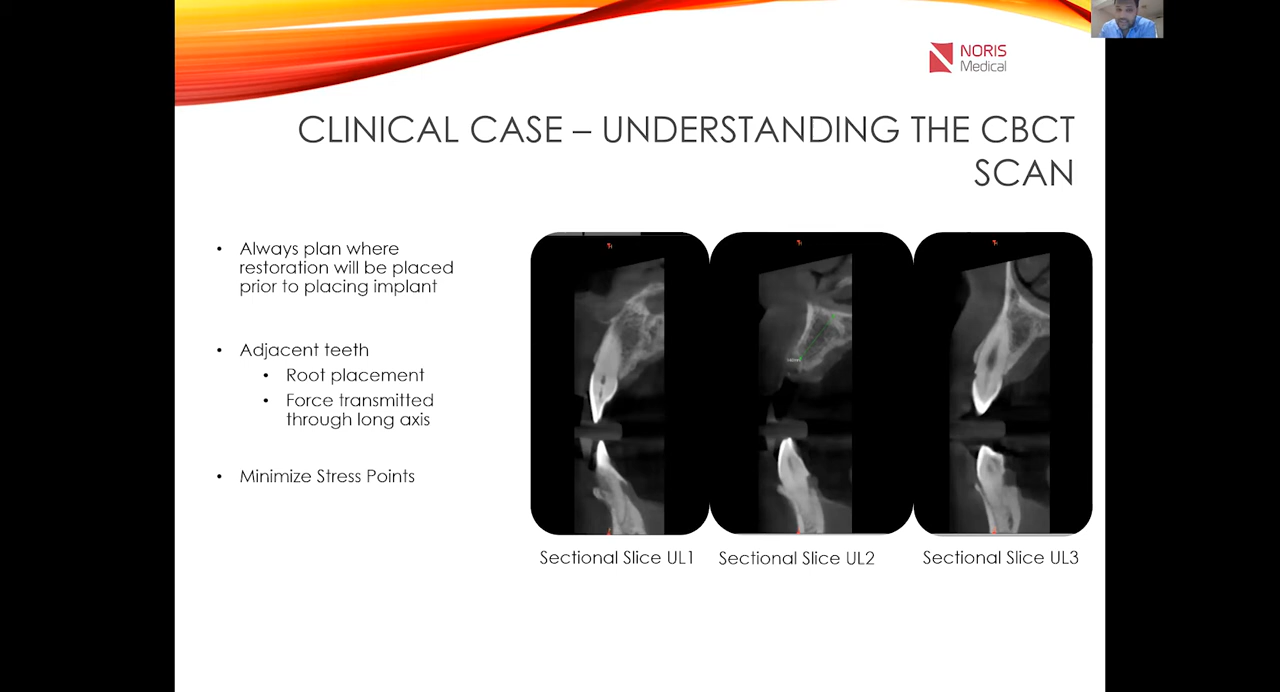 NORIS
Medical
CLINICAL CASE – UNDERSTANDING THE CBCT
SCAN
• Always plan where
restoration will be placed
prior to placing implant
• Adjacent teeth
• Root placement
• Force transmitted
through long axis
• Minimize Stress Points
Sectional Slice UL1
Sectional Slice UL2
Sectional Slice UL3